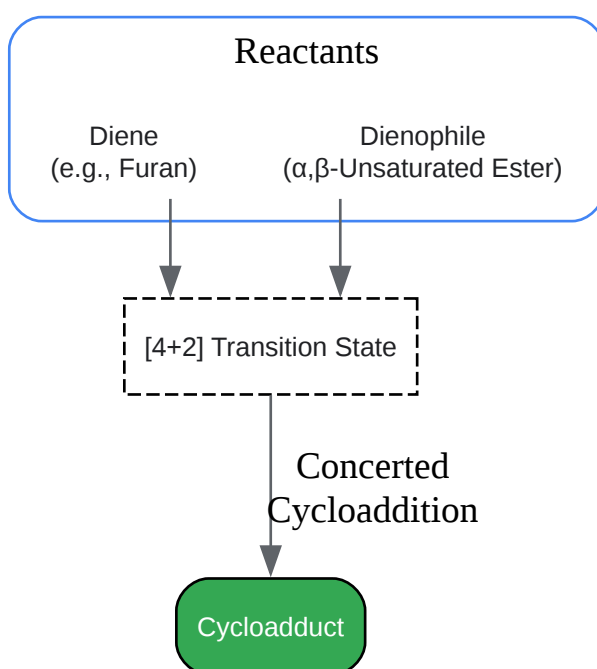 Reactants
Diene
(e.g., Furan)
Dienophile
(α,β-Unsaturated Ester)
[4+2] Transition State
Concerted
Cycloaddition
Cycloadduct